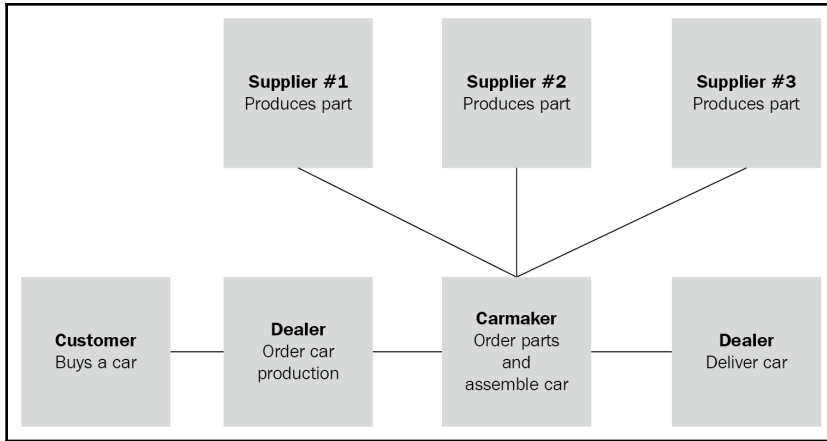 Supplier #1
Produces part
Supplier #2
Produces part
Supplier #3
Produces part
Customer
Buys a car
Dealer
Order car
production
Carmaker
Order parts
and
assemble car
Dealer
Deliver car